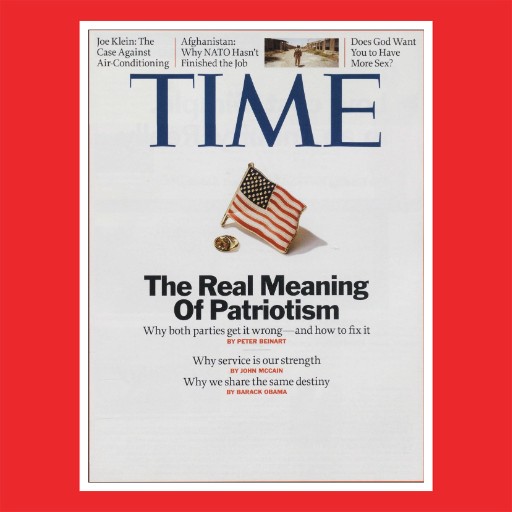 Joe Klein: The
Case Against
Air-Conditioning
Afghanistan:
Why NATO Hasn't
Finished the Job
Does God Want
You to Have
More Sex?
TIME
The Real Meaning
Of Patriotism
Why both parties get it wrong—and how to fix it
BY PETER BEINART
Why service is our strength
BY JOHN MCCAIN
Why we share the same destiny
BY BARACK OBAMA